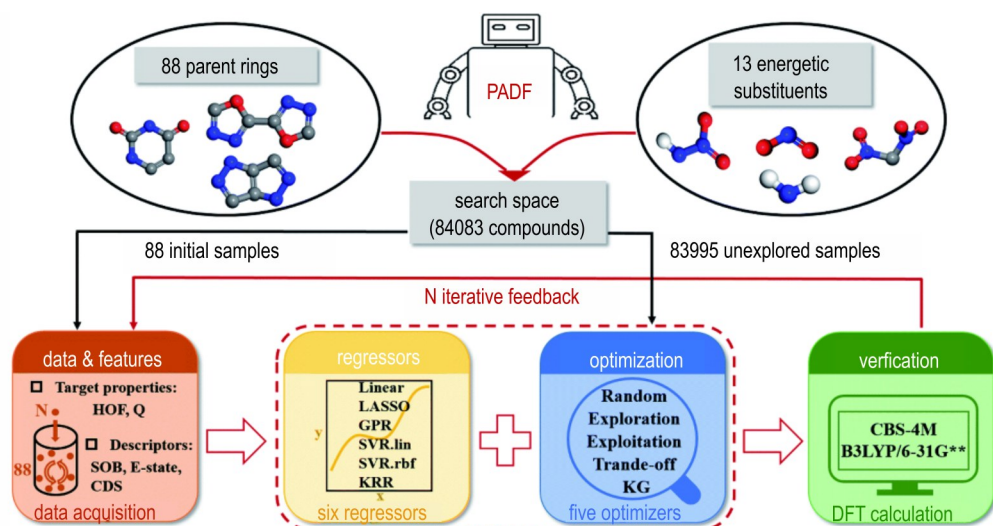 88 parent rings
PADF
13 energetic
substituents
search space
(84083 compounds)
88 initial samples
83995 unexplored samples
N iterative feedback
data & features
Target properties:
HOF, Q
N
Descriptors:
88
SOB, E-state,
CDS
data acquisition
regressors
Linear
LASSO
GPR
y
SVR.lin
SVR.rbf
KRR
x
six regressors
optimization
Random
Exploration
Exploitation
Trande-off
KG
five optimizers
verfication
CBS-4M
B3LYP/6-31G**
DFT calculation